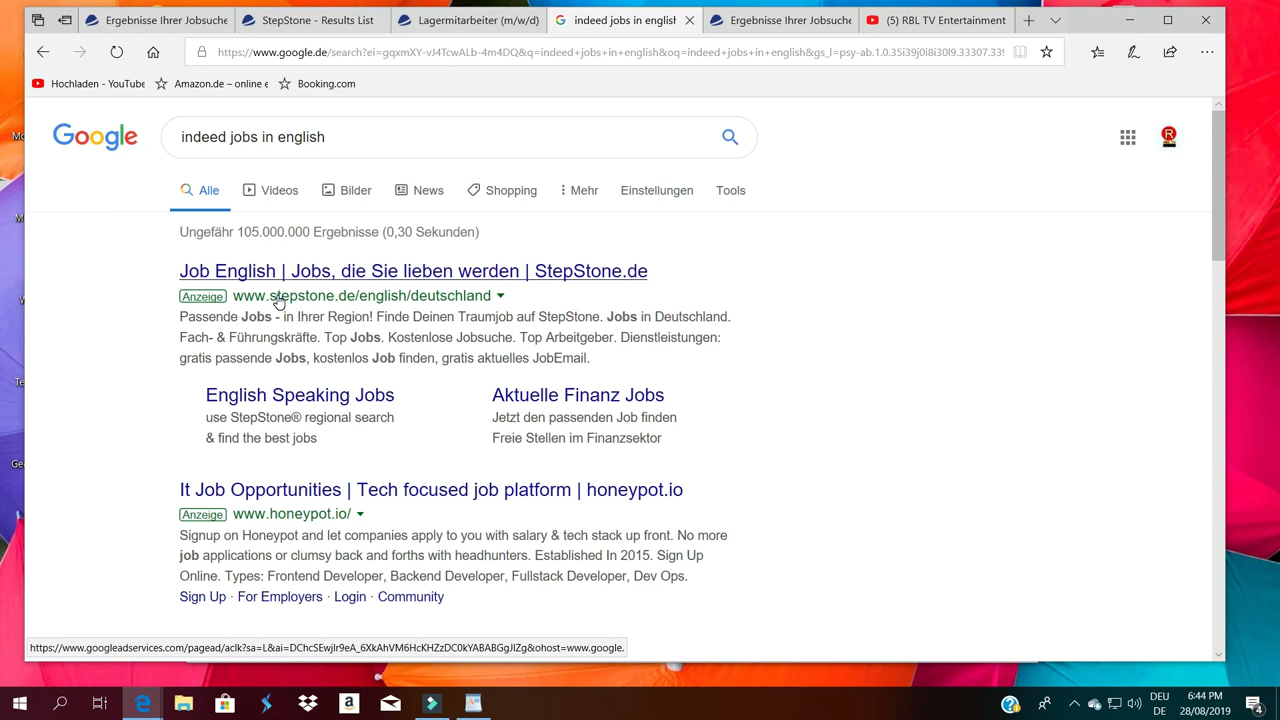 Ergebnisse Ihrer Jobsuche
StepStone - Results List
Lagermitarbeiter (m/w/d)
indeed jobs in english
Ergebnisse Ihrer Jobsuche
(5) RBL TV Entertainment
https://www.google.de/search?ei=gqxmXY-vJ4TcwALb-4m4DQ&q=indeed+jobs+in+english&oq=indeed+jobs+in+english&gs_l=psy-ab.1.0.35i39j0i8i30l9.33307.339
Hochladen - YouTube
Amazon.de – online e
Booking.com
Google
indeed jobs in english
Alle
Videos
Bilder
News
Shopping
Mehr
Einstellungen
Tools
Ungefähr 105.000.000 Ergebnisse (0,30 Sekunden)
Job English | Jobs, die Sie lieben werden | StepStone.de
Anzeige www.stepstone.de/english/deutschland
Passende Jobs - in Ihrer Region! Finde Deinen Traumjob auf StepStone. Jobs in Deutschland.
Fach- & Führungskräfte. Top Jobs. Kostenlose Jobsuche. Top Arbeitgeber. Dienstleistungen:
gratis passende Jobs, kostenlos Job finden, gratis aktuelles JobEmail.
English Speaking Jobs
use StepStone® regional search
& find the best jobs
Aktuelle Finanz Jobs
Jetzt den passenden Job finden
Freie Stellen im Finanzsektor
It Job Opportunities | Tech focused job platform | honeypot.io
Anzeige www.honeypot.io/
Signup on Honeypot and let companies apply to you with salary & tech stack up front. No more
job applications or clumsy back and forths with headhunters. Established In 2015. Sign Up
Online. Types: Frontend Developer, Backend Developer, Fullstack Developer, Dev Ops.
Sign Up · For Employers · Login · Community
https://www.googleadservices.com/pagead/aclk?sa=L&ai=DChcSEwjlr9eA_6XkAhVM6HcKHZzDC0kYABABGgJlZg&ohost=www.google.
DEU
DE
6:44 PM
28/08/2019
4